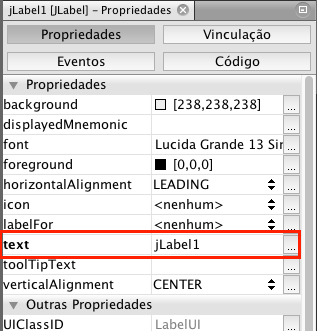 jLabel1 [JLabel] – Propriedades
Propriedades Vinculação
Eventos Código
Propriedades
background [238,238,238] ...
displayedMnemonic ...
font Lucida Grande 13 Sir ...
foreground [0,0,0] ...
horizontalAlignment LEADING ...
icon <nenhum> ...
labelFor <nenhum> ...
text jLabel1 ...
toolTipText ...
verticalAlignment CENTER ...
Outras Propriedades
UIClassID LabelUI ...